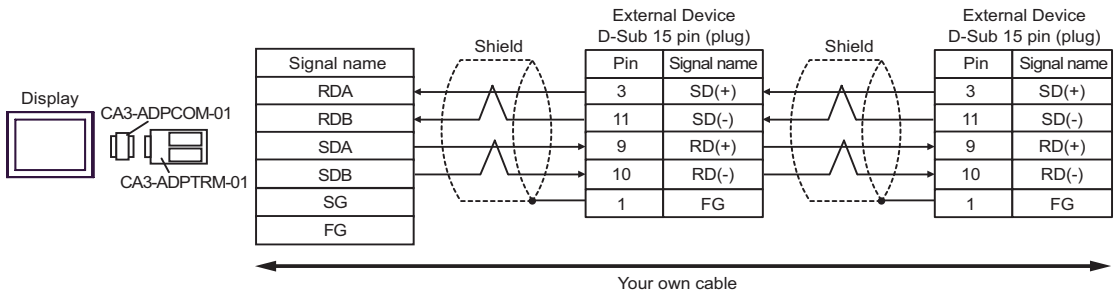 Display
CA3-ADPCOM-01
CA3-ADPTRM-01
Signal name
RDA
RDB
SDA
SDB
SG
FG
Shield
External Device
D-Sub 15 pin (plug)
Pin Signal name
3 SD(+)
11 SD(-)
9 RD(+)
10 RD(-)
1 FG
Shield
External Device
D-Sub 15 pin (plug)
Pin Signal name
3 SD(+)
11 SD(-)
9 RD(+)
10 RD(-)
1 FG
Your own cable